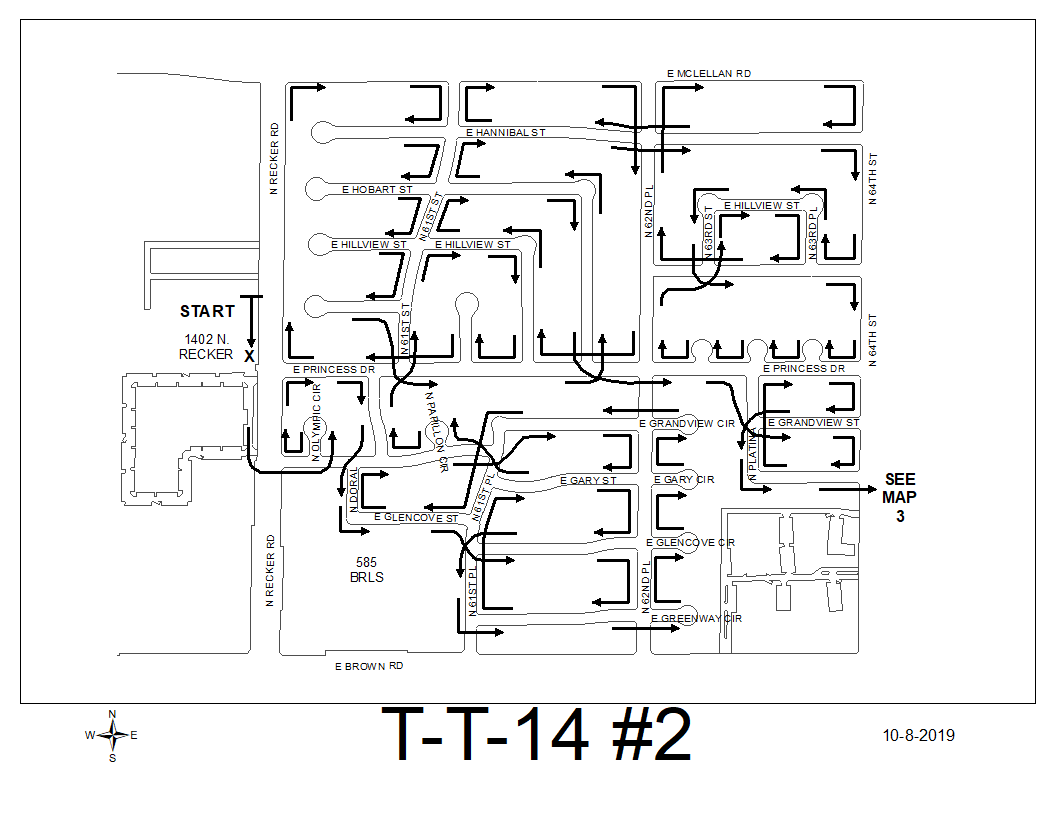 E MCLELLAN RD
N RECKER RD
E HANNIBAL ST
N 64TH ST
E HOBART ST
N 61ST ST
N 62ND PL
E HILLVIEW ST
N 63RD ST
N 63RD PL
E HILLVIEW ST
E HILLVIEW ST
START
1402 N.
RECKER
X
N 61ST ST
N 64TH ST
E PRINCESS DR
E PRINCESS DR
N OLYMPIC CIR
N PAPILLON CIR
E GRANDVIEW CIR
E GRANDVIEW ST
N PLATINA
N DORAL
N 61ST PL
E GARY ST
E GARY CIR
SEE
MAP
3
E GLENCOVE ST
E GLENCOVE CIR
N RECKER RD
585
BRLS
N 61ST PL
N 62ND PL
E GREENWAY CIR
E BROWN RD
N
W E
S
T-T-14 #2
10-8-2019